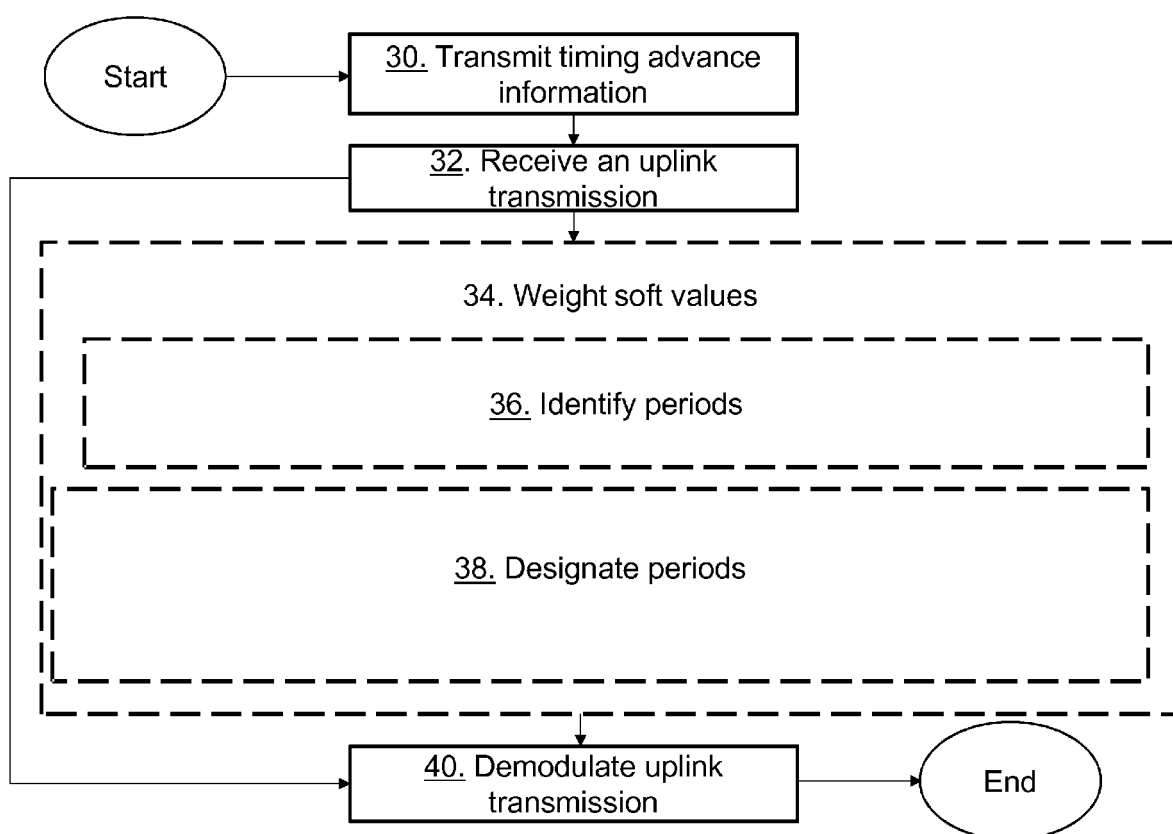 Start
30. Transmit timing advance
information
32. Receive an uplink
transmission
34. Weight soft values
36. Identify periods
38. Designate periods
40. Demodulate uplink
transmission
End